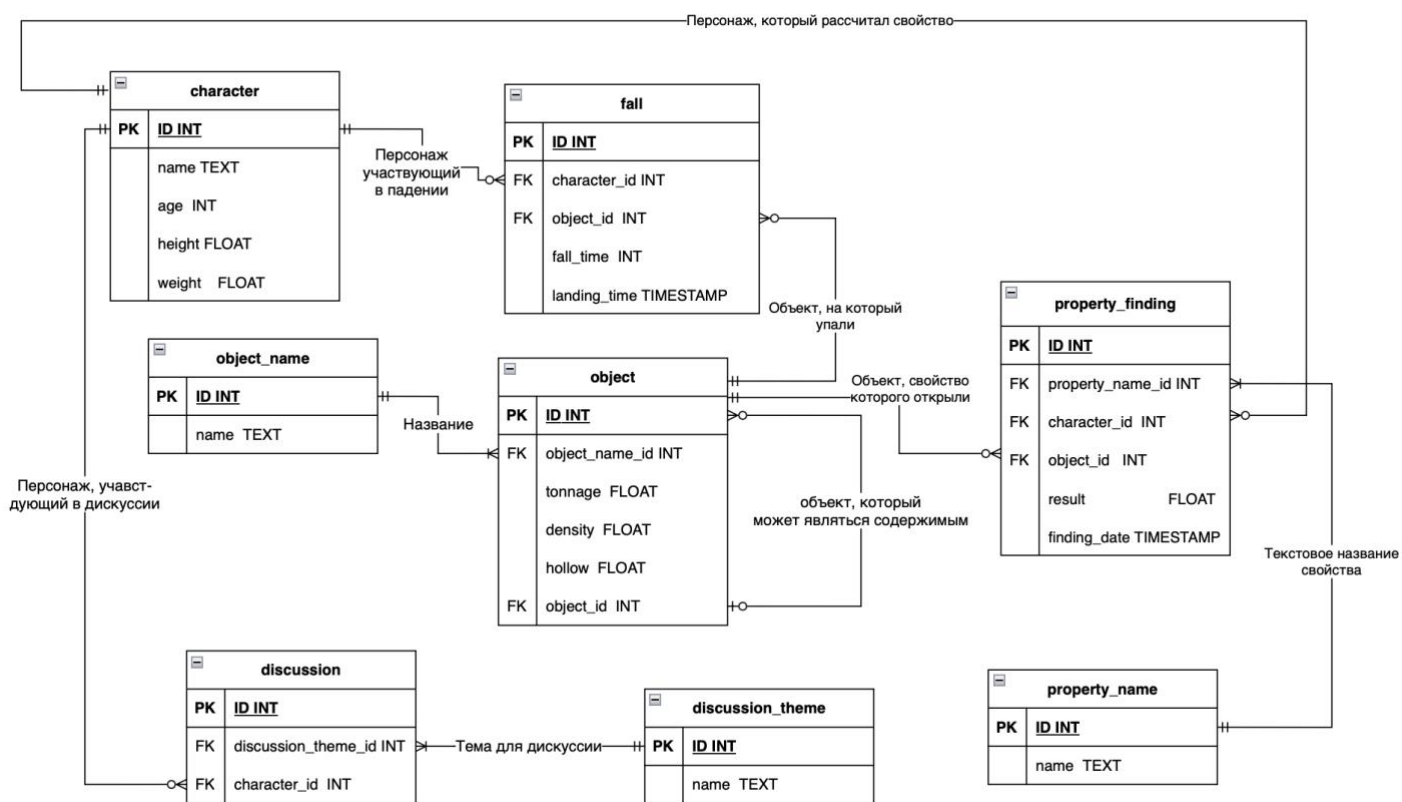 Персонаж, который рассчитал свойство
character
PK ID INT
name TEXT
age INT
height FLOAT
weight FLOAT
Персонаж
участвующий
в падении
fall
PK ID INT
FK character_id INT
FK object_id INT
fall_time INT
landing_time TIMESTAMP
Объект, на который
упали
object_name
PK ID INT
name TEXT
Название
object
PK ID INT
FK object_name_id INT
tonnage FLOAT
density FLOAT
hollow FLOAT
FK object_id INT
Объект, свойство
которого открыли
объект, который
может являться содержимым
property_finding
PK ID INT
FK property_name_id INT
FK character_id INT
FK object_id INT
result FLOAT
finding_date TIMESTAMP
Текстовое название
свойства
Персонаж, учавст-
дующий в дискуссии
discussion
PK ID INT
FK discussion_theme_id INT
FK character_id INT
Тема для дискуссии
discussion_theme
PK ID INT
name TEXT
property_name
PK ID INT
name TEXT